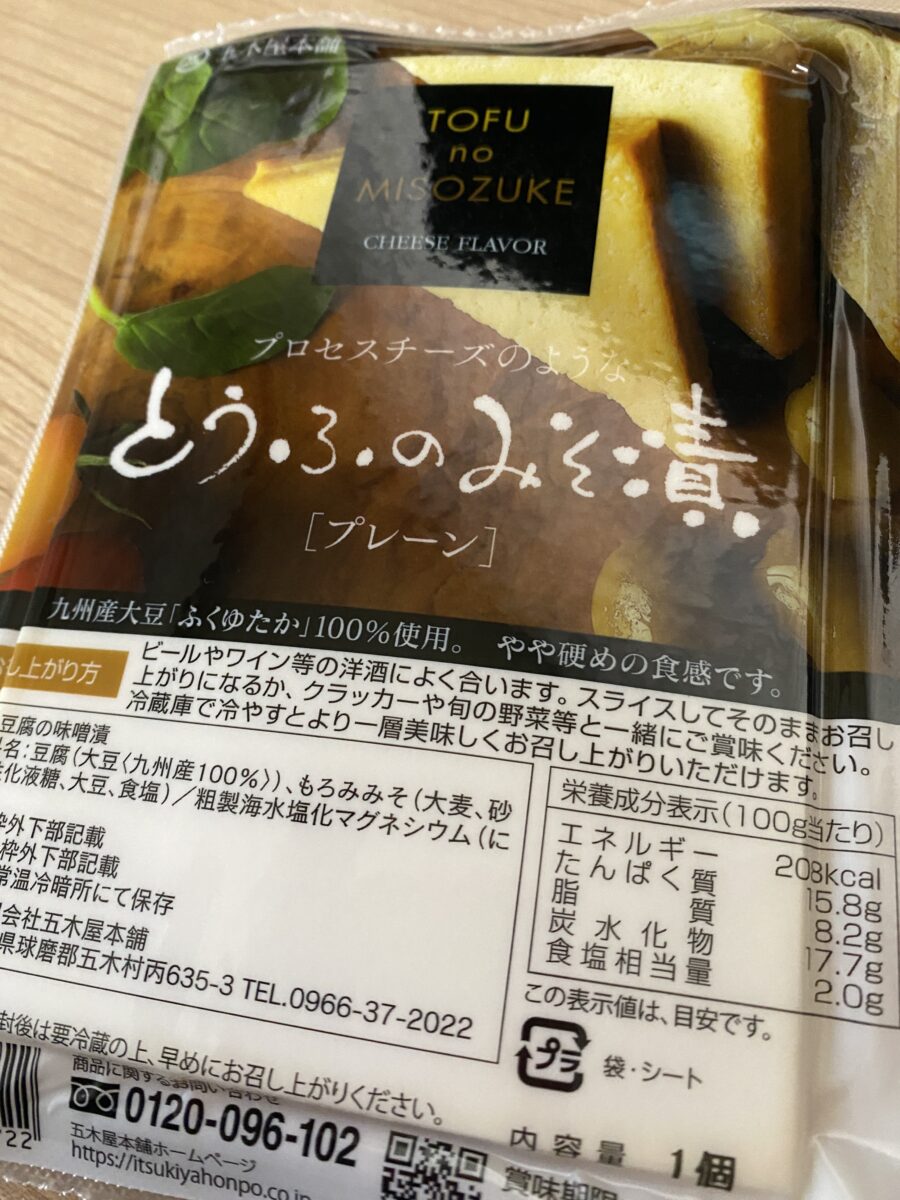 五木屋本舗
TOFU
no
MISOZUKE
CHEESE FLAVOR
プロセスチーズのような
とうふのみそ漬
[プレーン]
九州産大豆「ふくゆたか」100%使用。 やや硬めの食感です。
し上がり方
ビールやワイン等の洋酒によく合います。スライスしてそのままお召し
上がりになるか、クラッカーや旬の野菜等と一緒にご賞味ください。
冷蔵庫で冷やすとより一層美味しくお召し上がりいただけます。
豆腐の味噌漬
名:豆腐(大豆〈九州産100%〉)、もろみみそ(大麦、砂
化液糖、大豆、食塩)/粗製海水塩化マグネシウム(に
枠外下部記載
枠外下部記載
常温冷暗所にて保存
会社五木屋本舗
県球磨郡五木村丙635-3 TEL.0966-37-2022
栄養成分表示(100g当たり)
エネルギー 208kcal
たんぱく質 15.8g
脂質 8.2g
炭水化物 17.7g
食塩相当量 2.0g
この表示値は、目安です。
プラ 袋・シート
封後は要冷蔵の上、早めにお召し上がりください。
商品に関するお問い合わせ
0120-096-102
五木屋本舗ホームページ
https://itsukiyahonpo.co.jp
内容量 1個
賞味期限
22